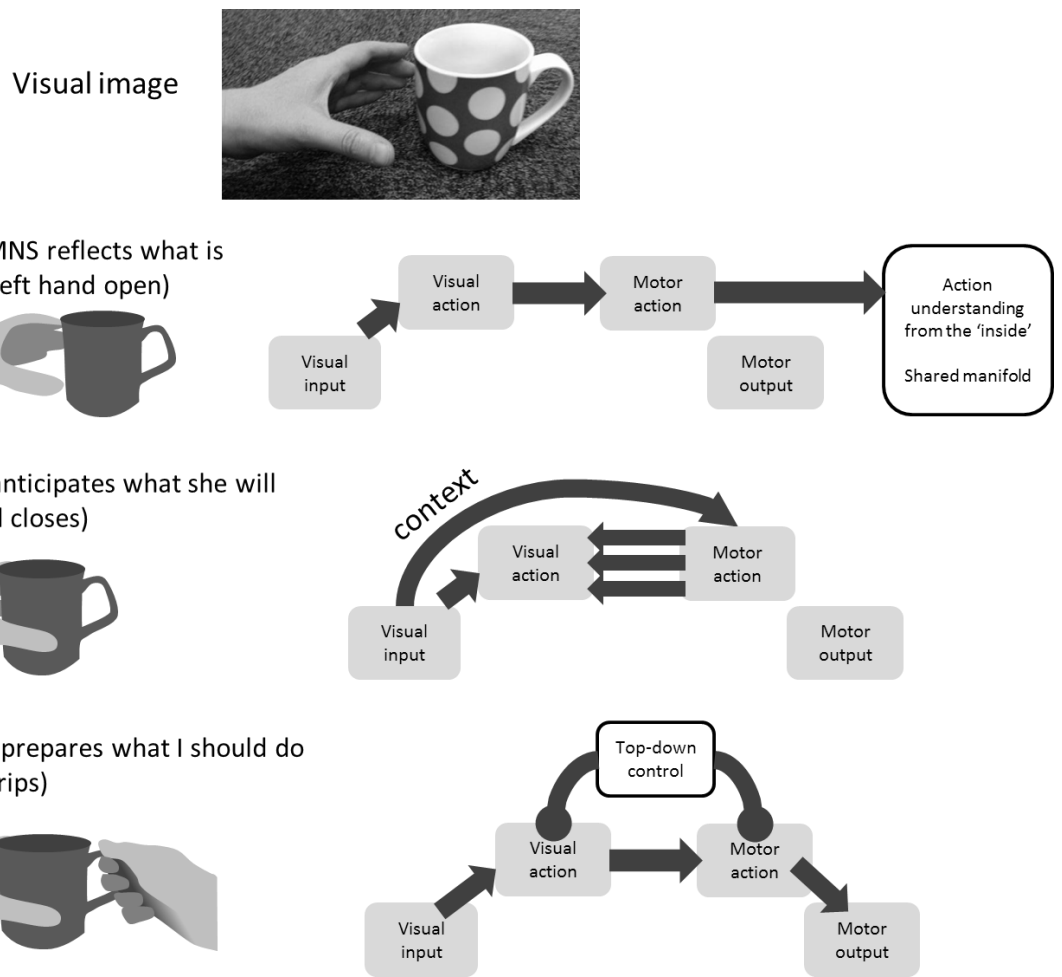 Visual image
MNS reflects what is
eft hand open)
Visual
action
Motor
action
Action
understanding
from the ‘inside’
Shared manifold
Visual
input
Motor
output
anticipates what she will
closes)
context
Visual
action
Motor
action
Visual
input
Motor
output
prepares what I should do
rips)
Top-down
control
Visual
action
Motor
action
Visual
input
Motor
output